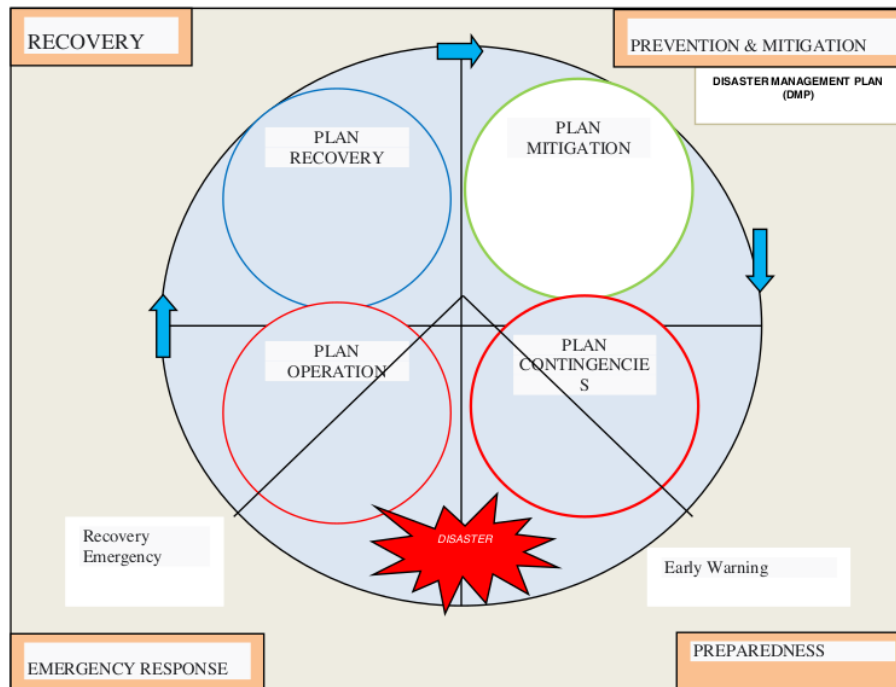 RECOVERY
PREVENTION & MITIGATION
DISASTER MANAGEMENT PLAN
(DMP)
PLAN
RECOVERY
PLAN
MITIGATION
PLAN
OPERATION
PLAN
CONTINGENCIE
S
DISASTER
Recovery
Emergency
Early Warning
EMERGENCY RESPONSE
PREPAREDNESS